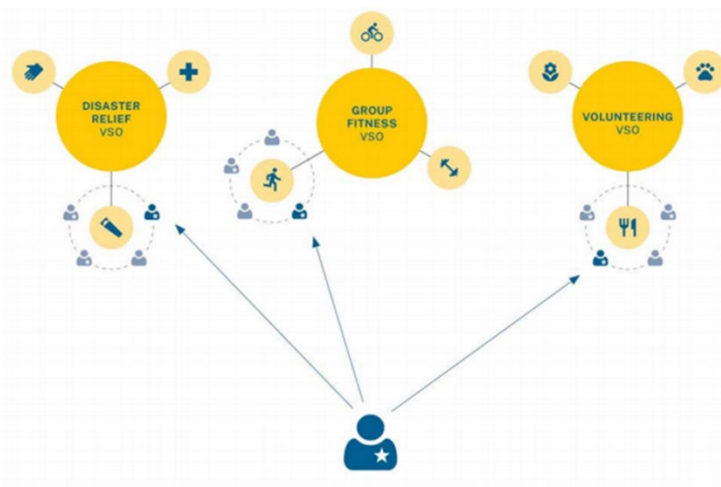 DISASTER
RELIEF
VSO
GROUP
FITNESS
VSO
VOLUNTEERING
VSO